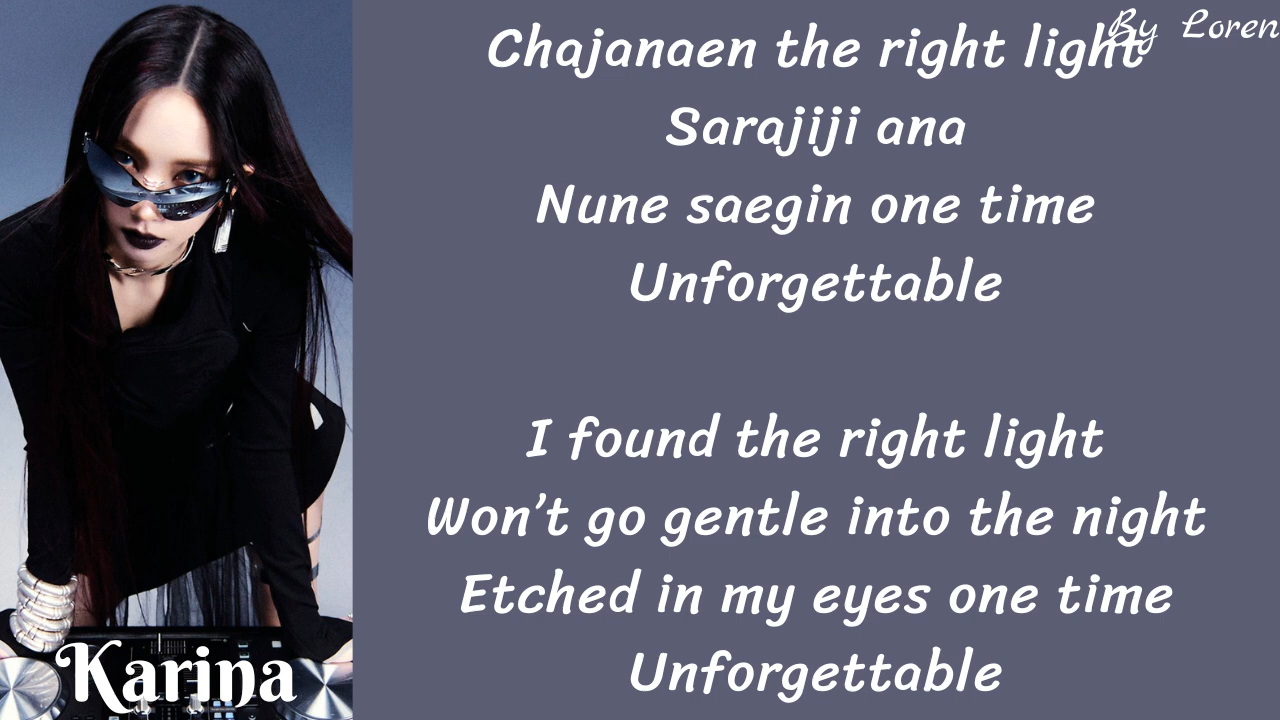 By Loren
Chajanaen the right light
Sarajiji ana
Nune saegin one time
Unforgettable
I found the right light
Won't go gentle into the night
Etched in my eyes one time
Unforgettable
Karina